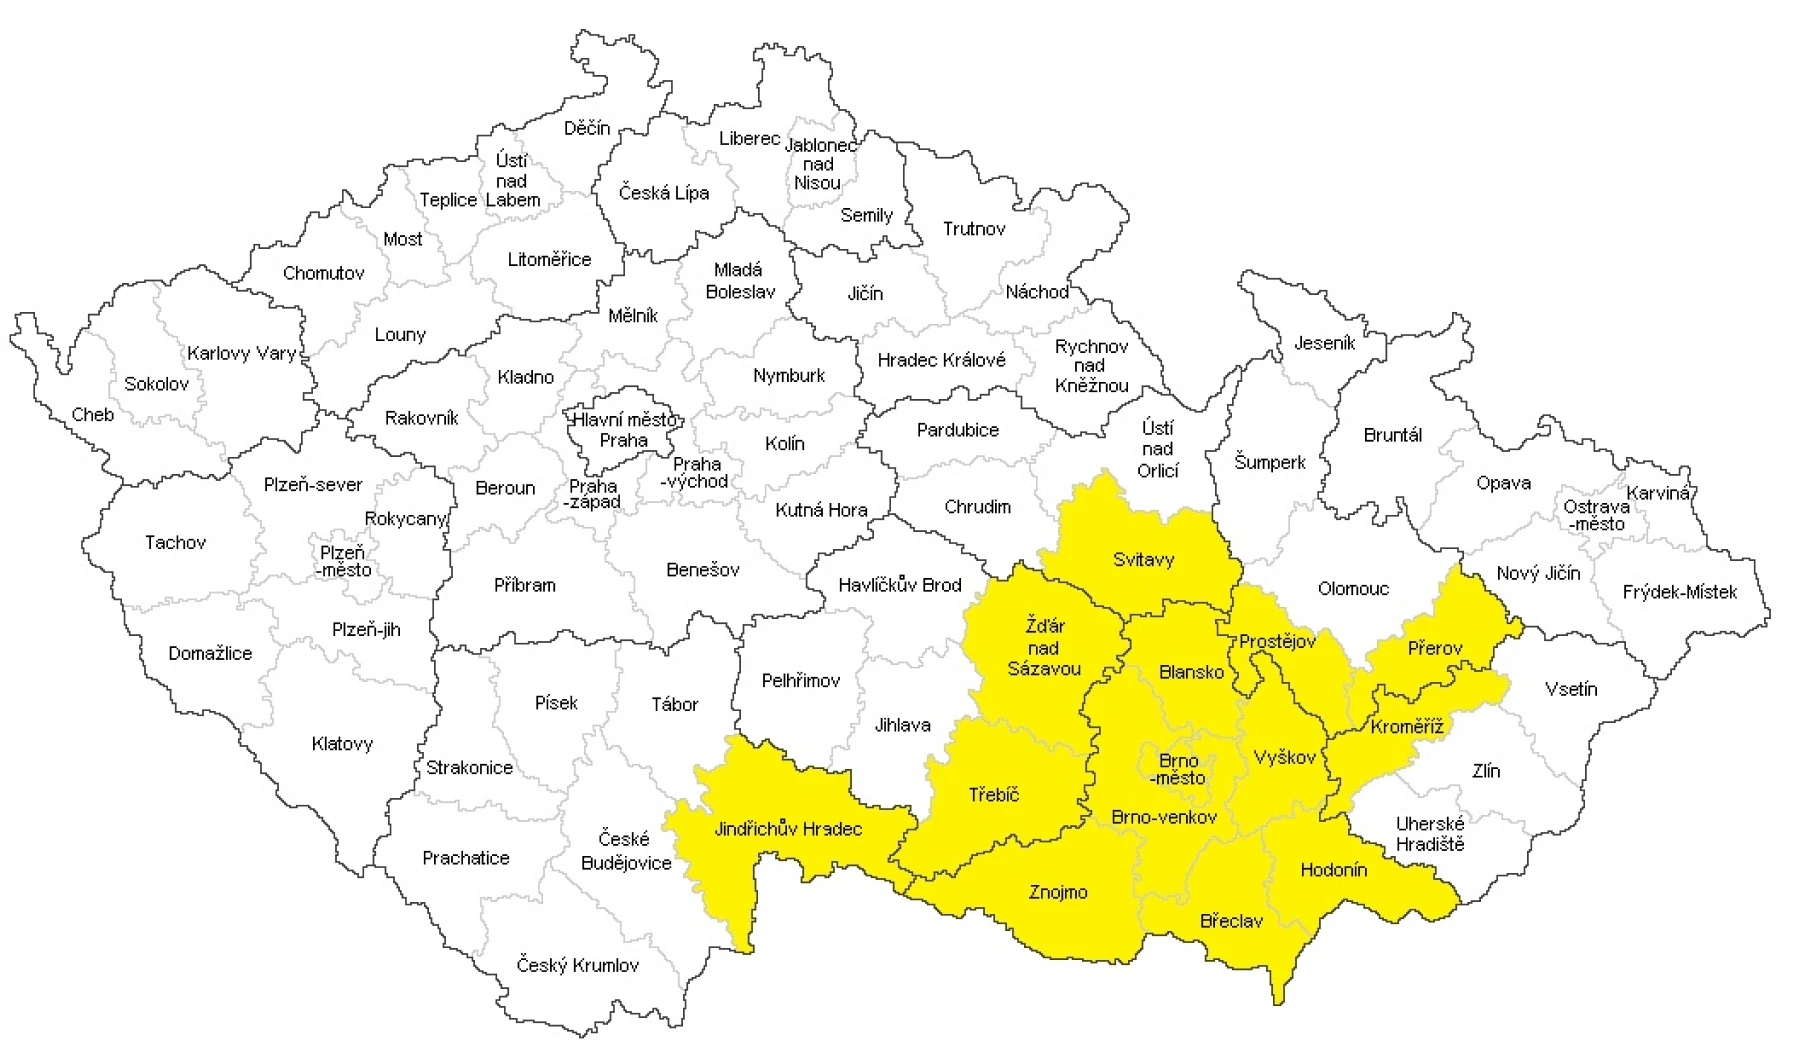 Děčín
Liberec
Jablonec
nad
Nisou
Ústí
nad
Labem
Teplice
Česká Lípa
Semily
Trutnov
Most
Litoměřice
Chomutov
Mladá
Boleslav
Jičín
Náchod
Mělník
Louny
Jeseník
Karlovy Vary
Hradec Králové
Rychnov
nad
Kněžnou
Sokolov
Kladno
Nymburk
Cheb
Rakovník
Hlavní město
Praha
Kolín
Pardubice
Ústí
nad
Orlicí
Bruntál
Šumperk
Plzeň-sever
Beroun
Praha
-západ
Praha
-východ
Opava
Karviná
Ostrava
-město
Kutná Hora
Chrudim
Rokycany
Tachov
Plzeň
-město
Svitavy
Benešov
Příbram
Havlíčkův Brod
Olomouc
Nový Jičín
Frýdek-Místek
Plzeň-jih
Žďár
nad
Sázavou
Prostějov
Přerov
Domažlice
Blansko
Pelhřimov
Vsetín
Písek
Tábor
Jihlava
Kroměříž
Klatovy
Vyškov
Strakonice
Brno
-město
Zlín
Třebíč
Brno-venkov
Jindřichův Hradec
Uherské
Hradiště
České
Budějovice
Prachatice
Hodonín
Znojmo
Břeclav
Český Krumlov